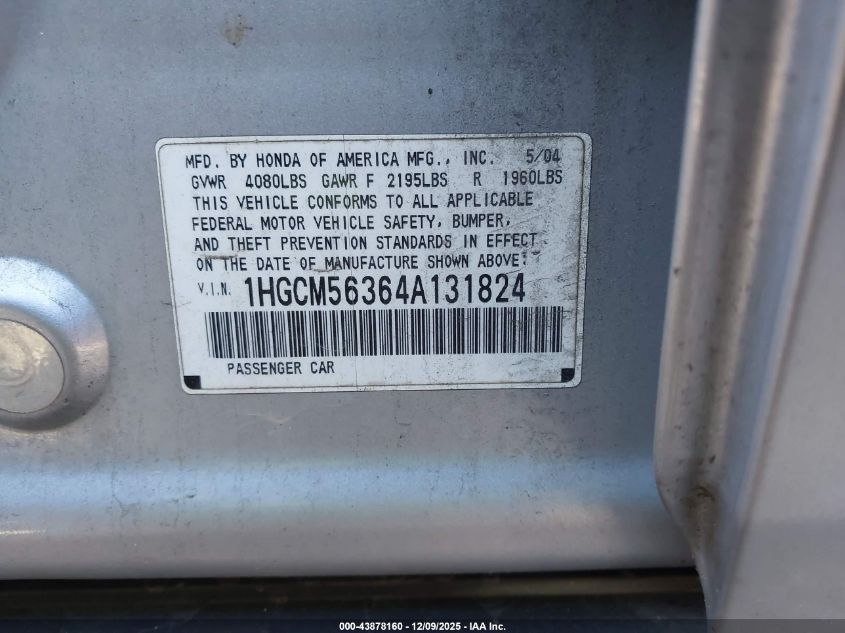 MFD. BY HONDA OF AMERICA MFG., INC. 5/04
GVWR 4080LBS GAWR F 2195LBS R 1960LBS
THIS VEHICLE CONFORMS TO ALL APPLICABLE
FEDERAL MOTOR VEHICLE SAFETY, BUMPER,
AND THEFT PREVENTION STANDARDS IN EFFECT
ON THE DATE OF MANUFACTURE SHOWN ABOVE.
V.I.N. 1HGCM56364A131824
PASSENGER CAR
000-43878160 - 12/09/2025 - IAA Inc.